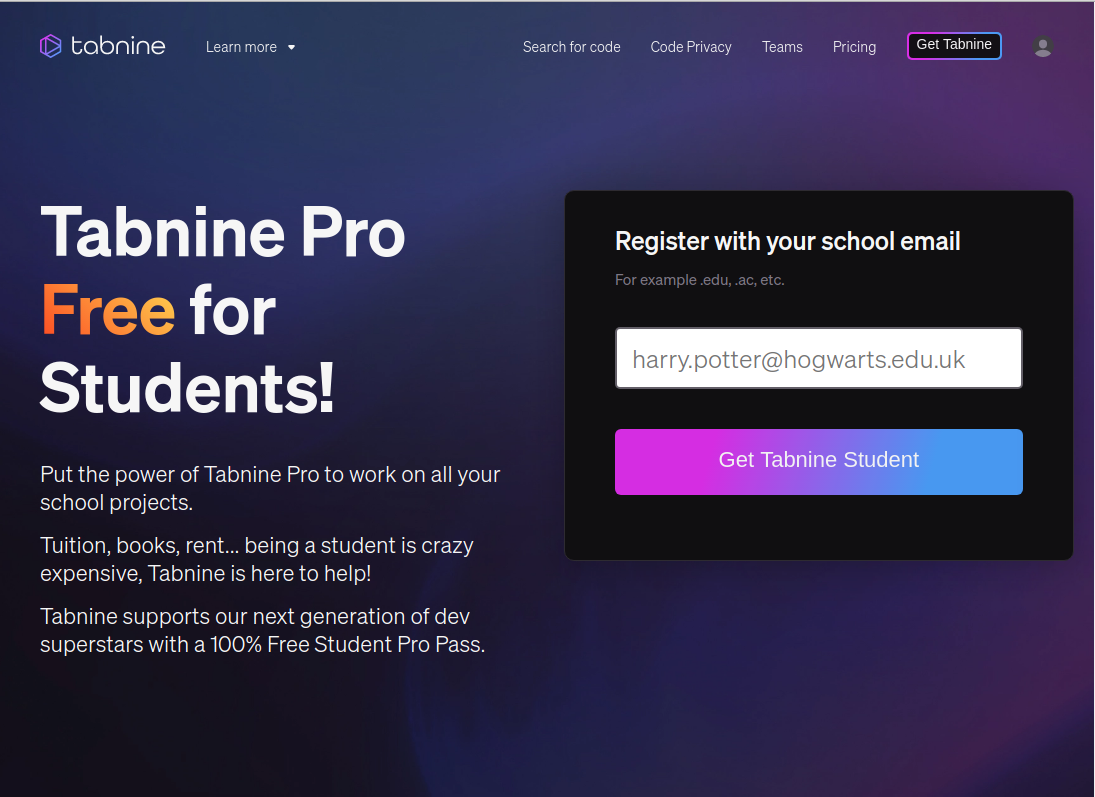 tabnine
Learn more
Search for code
Code Privacy
Teams
Pricing
Get Tabnine
Tabnine Pro
Free for
Students!
Put the power of Tabnine Pro to work on all your
school projects.
Tuition, books, rent... being a student is crazy
expensive, Tabnine is here to help!
Tabnine supports our next generation of dev
superstars with a 100% Free Student Pro Pass.
Register with your school email
For example .edu, .ac, etc.
harry.potter@hogwarts.edu.uk
Get Tabnine Student